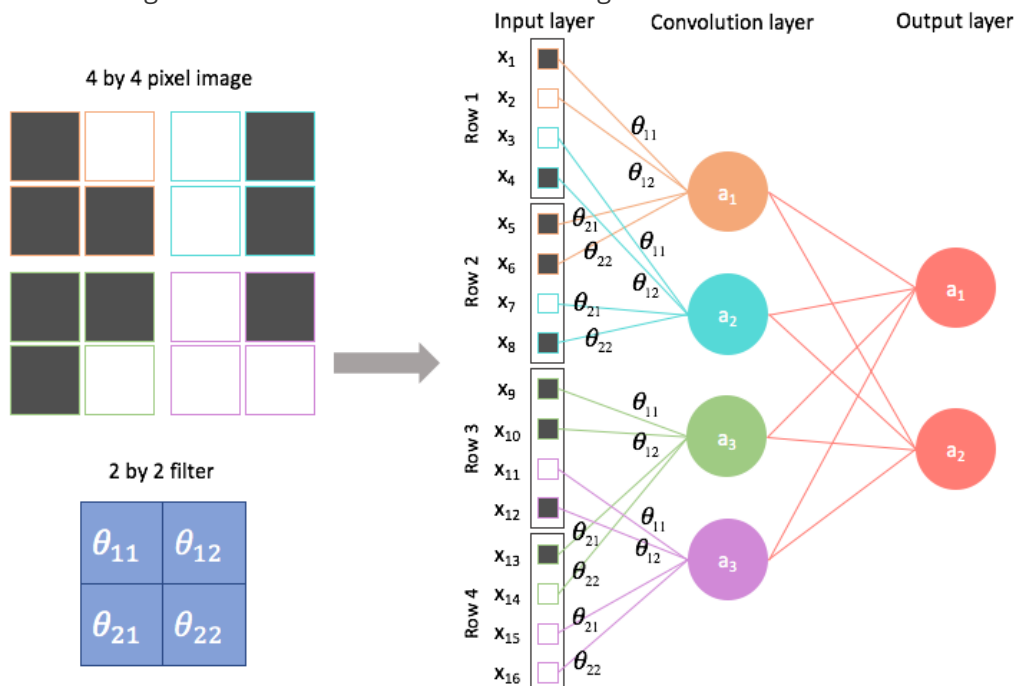 Input layer
Convolution layer
Output layer
4 by 4 pixel image
Row 1
x₁
x₂
x₃
x₄
Row 2
x₅
x₆
x₇
x₈
Row 3
x₉
x₁₀
x₁₁
x₁₂
Row 4
x₁₃
x₁₄
x₁₅
x₁₆
θ₁₁
θ₁₂
θ₂₁
θ₂₂
θ₁₁
θ₁₂
θ₂₁
θ₂₂
θ₁₁
θ₁₂
θ₂₁
θ₂₂
θ₁₁
θ₁₂
θ₂₁
θ₂₂
a₁
a₂
a₃
a₃
a₁
a₂
2 by 2 filter
θ₁₁ θ₁₂
θ₂₁ θ₂₂